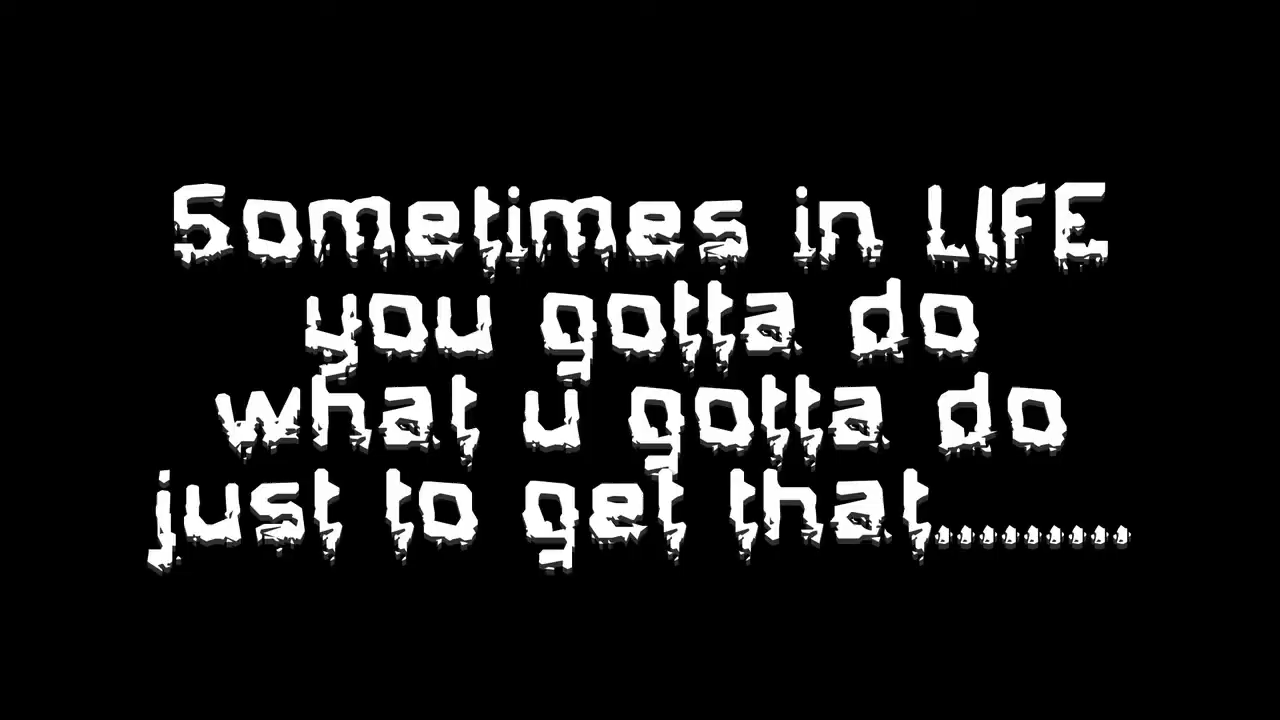 Sometimes in LIFE
you gotta do
what u gotta do
just to get that.........